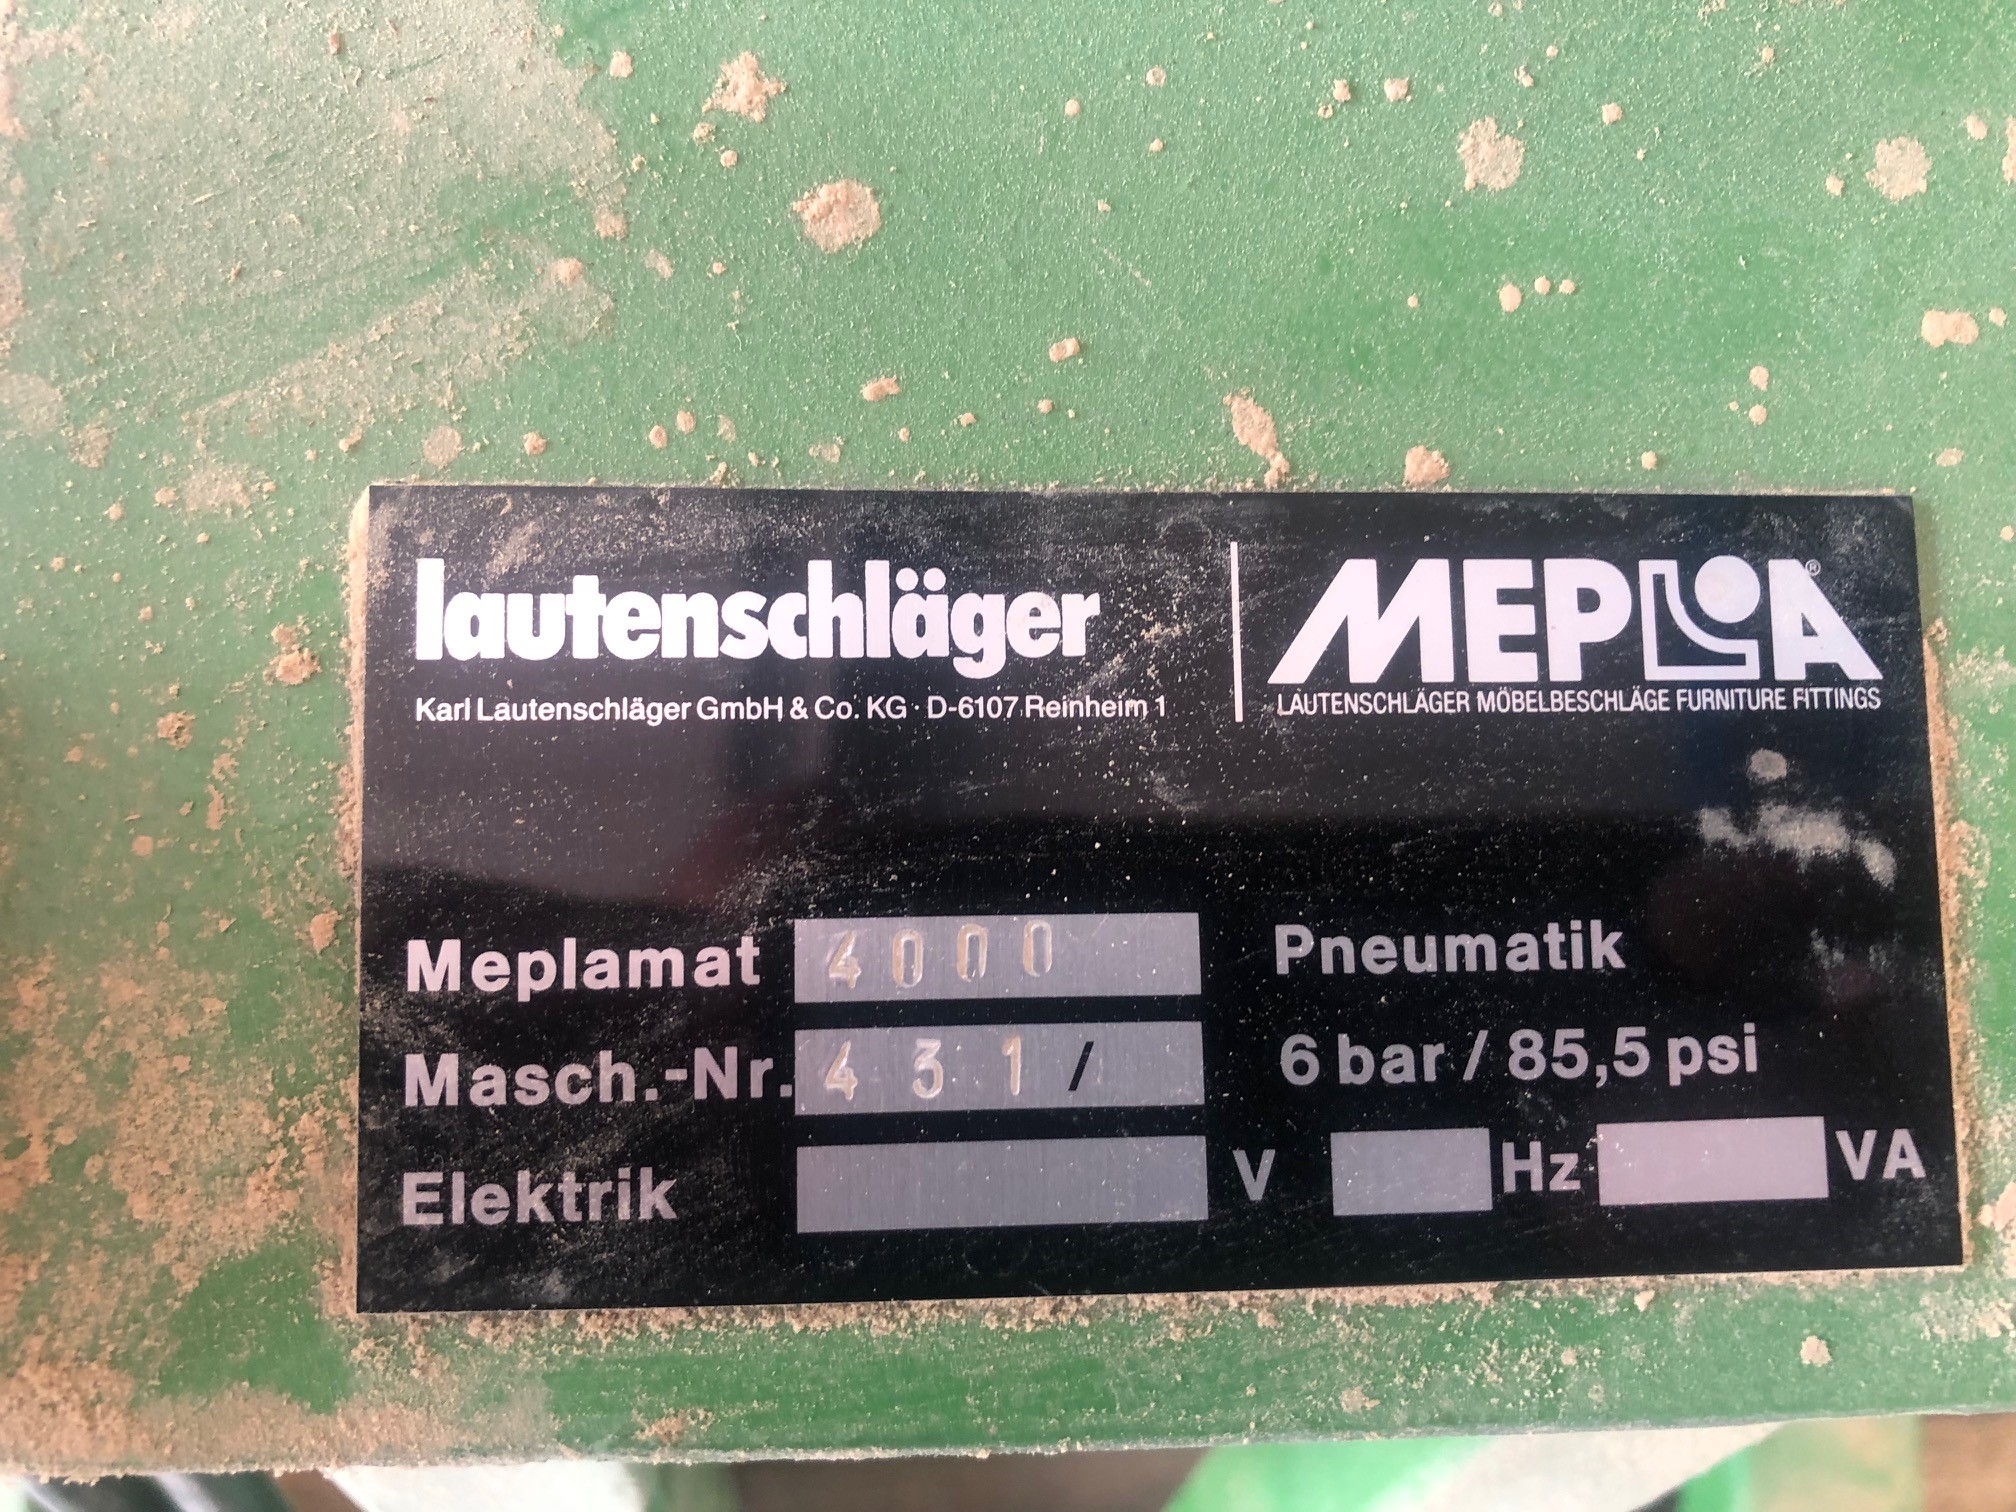 lautenschläger
Karl Lautenschläger GmbH & Co. KG · D-6107 Reinheim 1
MEPLA®
LAUTENSCHLÄGER MÖBELBESCHLÄGE FURNITURE FITTINGS
Meplamat 4000
Masch.-Nr. 431/
Elektrik V Hz VA
Pneumatik
6 bar / 85,5 psi